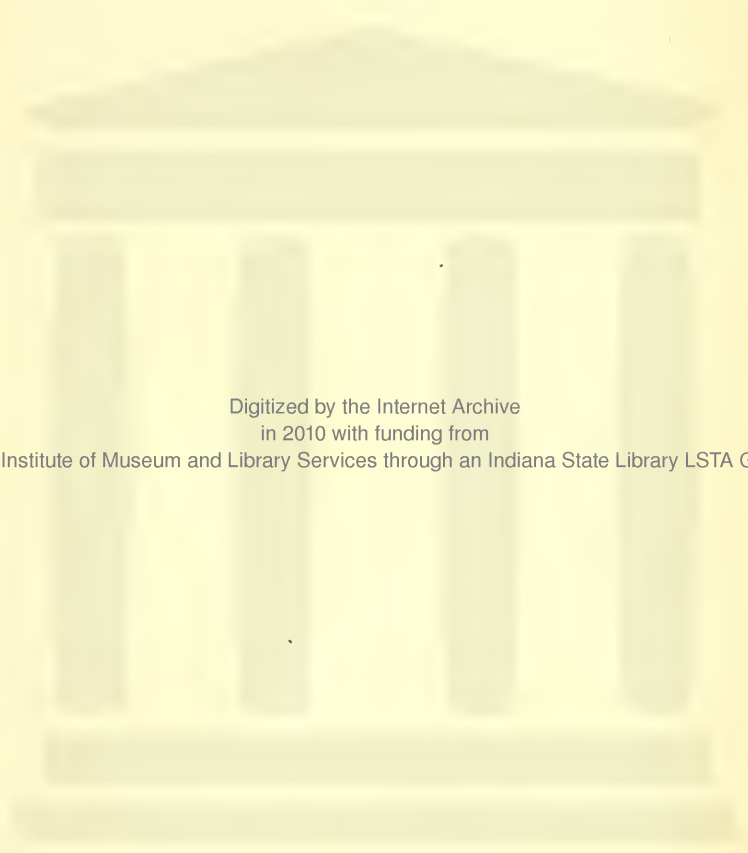 Digitized by the Internet Archive
in 2010 with funding from
Institute of Museum and Library Services through an Indiana State Library LSTA